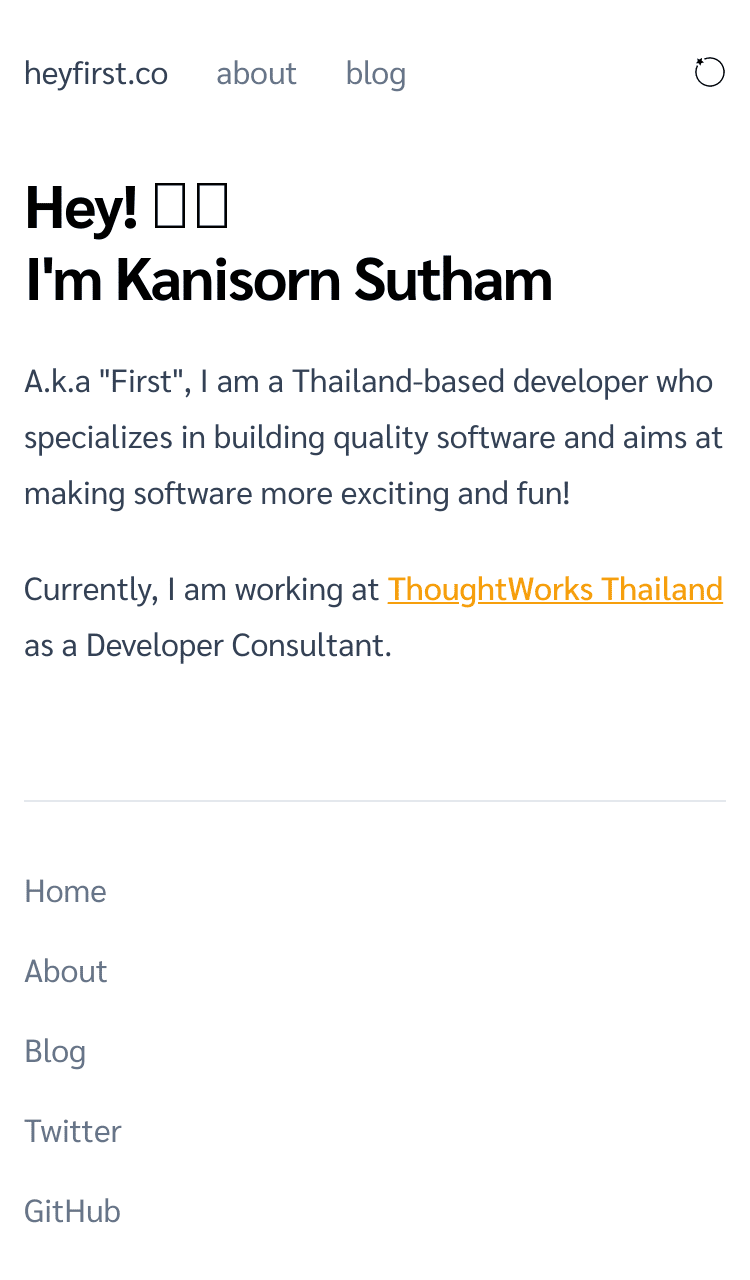 heyfirst.co about blog
Hey!
I'm Kanisorn Sutham
A.k.a "First", I am a Thailand-based developer who
specializes in building quality software and aims at
making software more exciting and fun!
Currently, I am working at ThoughtWorks Thailand
as a Developer Consultant.
Home
About
Blog
Twitter
GitHub